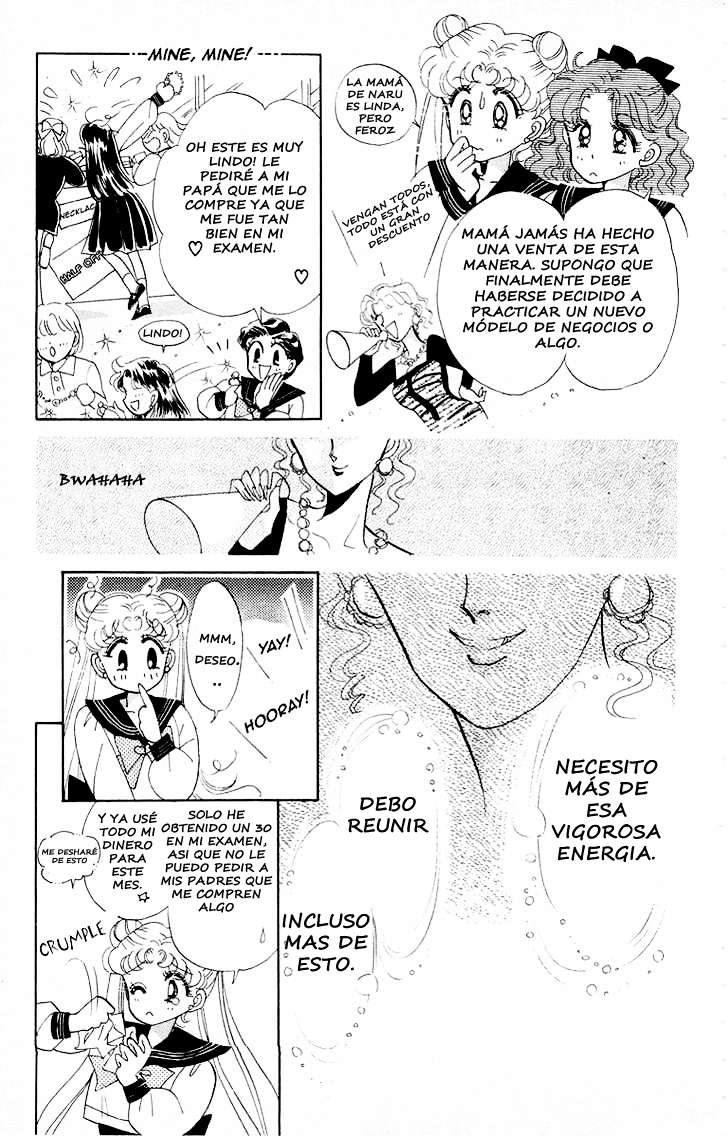 MINE, MINE!
LA MAMÁ
DE NARU
ES LINDA,
PERO
FEROZ
OH ESTE ES MUY
LINDO! LE
PEDIRÉ A MI
PAPÁ QUE ME LO
COMPRE YA QUE
ME FUE TAN
BIEN EN MI
EXAMEN.
VENGAN TODOS,
TODO ESTÁ CON
UN GRAN
DESCUENTO
MAMÁ JAMÁS HA HECHO
UNA VENTA DE ESTA
MANERA. SUPONGO QUE
FINALMENTE DEBE
HABERSE DECIDIDO A
PRACTICAR UN NUEVO
MÓDELO DE NEGOCIOS O
ALGO.
HALF OFF
LINDO!
BWAHAHA
MMM,
DESEO.
..
YAY!
HOORAY!
NECESITO
MÁS DE
ESA
VIGOROSA
ENERGIA.
DEBO
REUNIR
INCLUSO
MAS DE
ESTO.
SOLO HE
OBTENIDO UN 30
EN MI EXAMEN,
ASI QUE NO LE
PUEDO PEDIR A
MIS PADRES QUE
ME COMPREN
ALGO
Y YA USÉ
TODO MI
DINERO
PARA
ESTE
MES.
ME DESHARÉ
DE ESTO
CRUMPLE